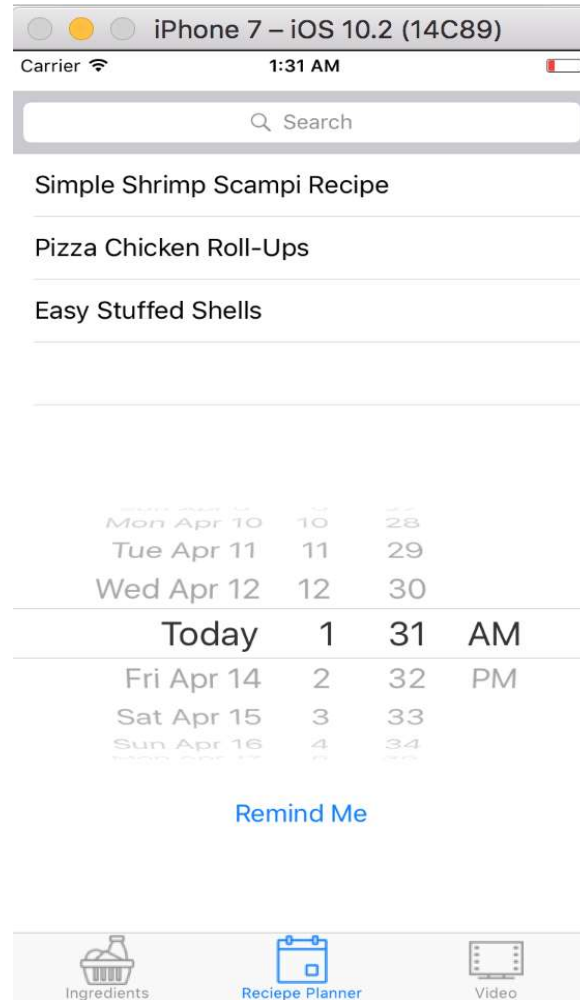 iPhone 7 – iOS 10.2 (14C89)
Carrier 1:31 AM
Search
Simple Shrimp Scampi Recipe
Pizza Chicken Roll-Ups
Easy Stuffed Shells
Mon Apr 10 10 28
Tue Apr 11 11 29
Wed Apr 12 12 30
Today 1 31 AM
Fri Apr 14 2 32 PM
Sat Apr 15 3 33
Sun Apr 16 4 34
Remind Me
Ingredients Reciepe Planner Video